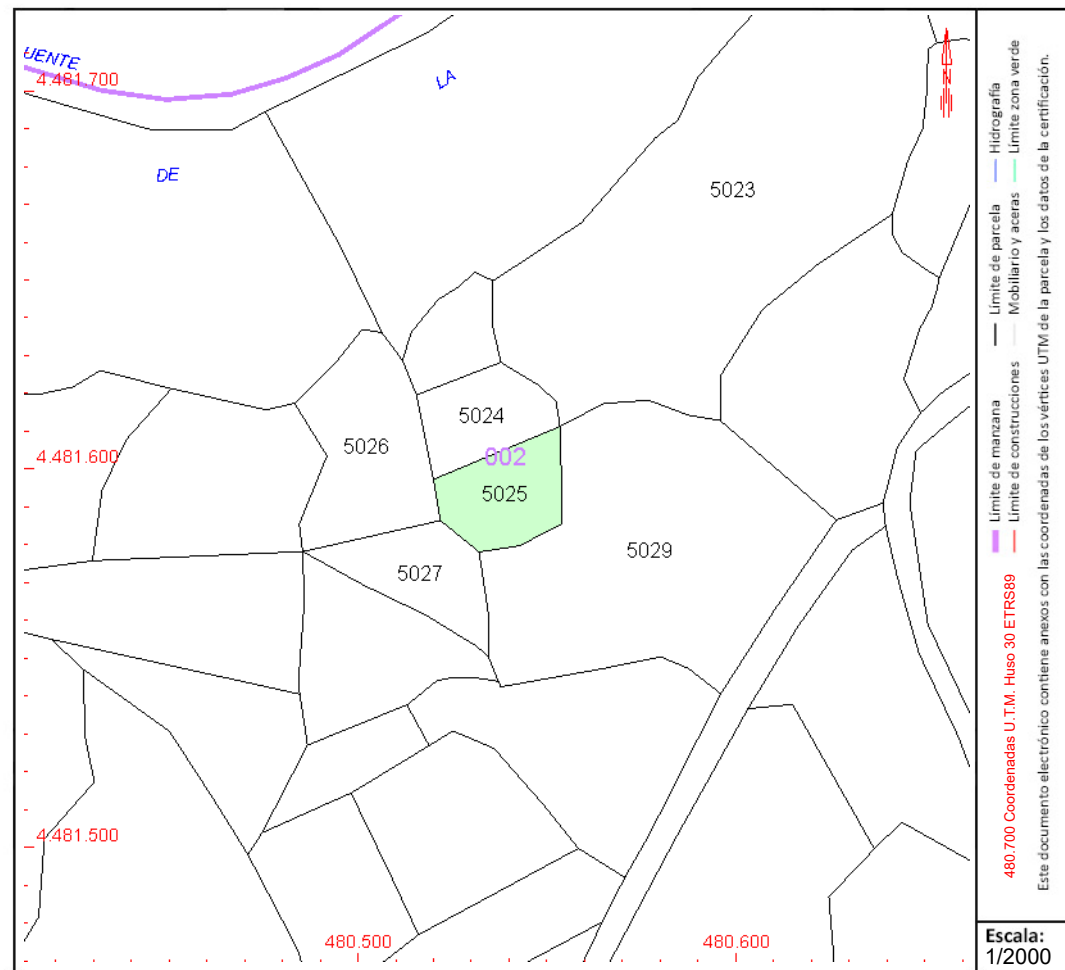 UENTE
LA
4.481.700
DE
5023
5024
5026
4.481.600
002
5025
5029
5027
4.481.500
480.500
480.600
N
Límite de manzana
Límite de parcela
Hidrografía
Límite de construcciones
Mobiliario y aceras
Límite zona verde
480.700 Coordenadas U.T.M. Huso 30 ETRS89
Este documento electrónico contiene anexos con las coordenadas de los vértices UTM de la parcela y los datos de la certificación.
Escala:
1/2000